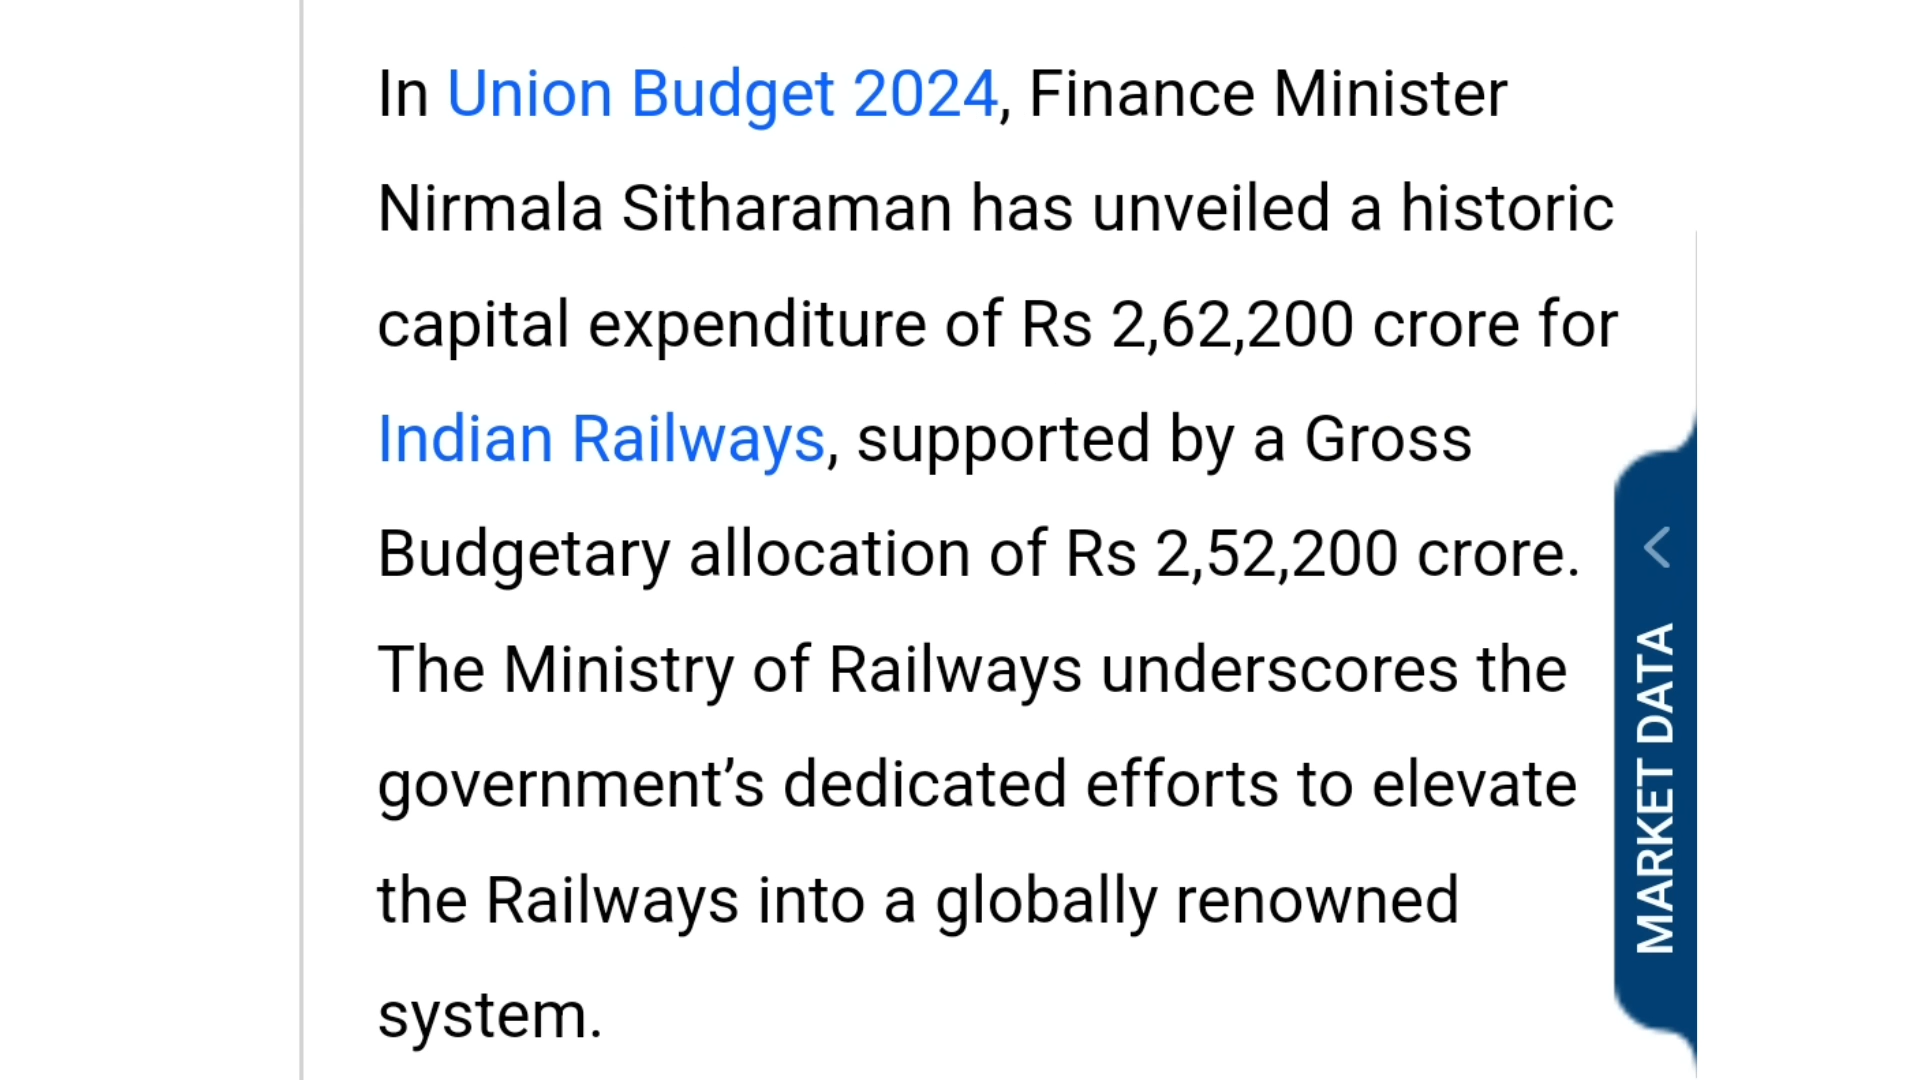 In Union Budget 2024, Finance Minister
Nirmala Sitharaman has unveiled a historic
capital expenditure of Rs 2,62,200 crore for
Indian Railways, supported by a Gross
Budgetary allocation of Rs 2,52,200 crore.
The Ministry of Railways underscores the
government’s dedicated efforts to elevate
the Railways into a globally renowned
system.
MARKET DATA